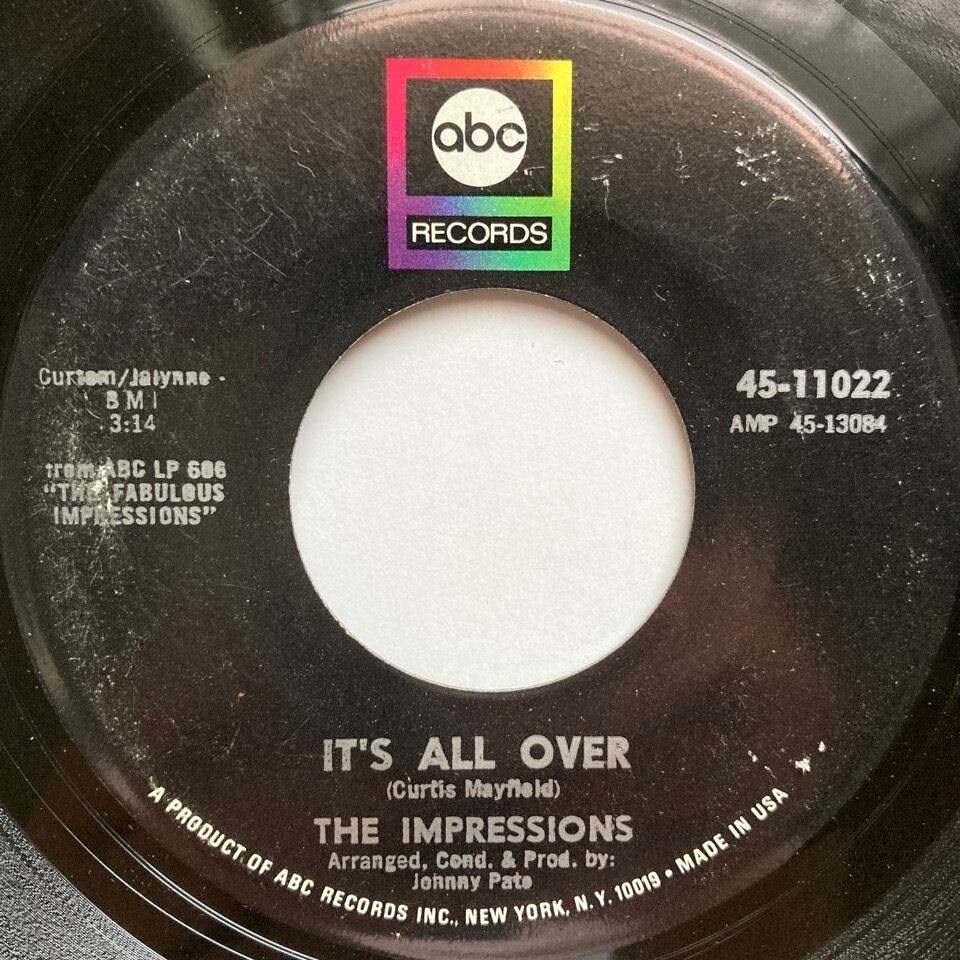 abc
RECORDS
Curtom/Jalynne -
BMI
3:14
from ABC LP 606
"THE FABULOUS
IMPRESSIONS"
45-11022
AMP 45-13084
IT'S ALL OVER
(Curtis Mayfield)
THE IMPRESSIONS
Arranged, Cond. & Prod. by:
Johnny Pate
A PRODUCT OF ABC RECORDS INC., NEW YORK, N.Y. 10019 • MADE IN USA